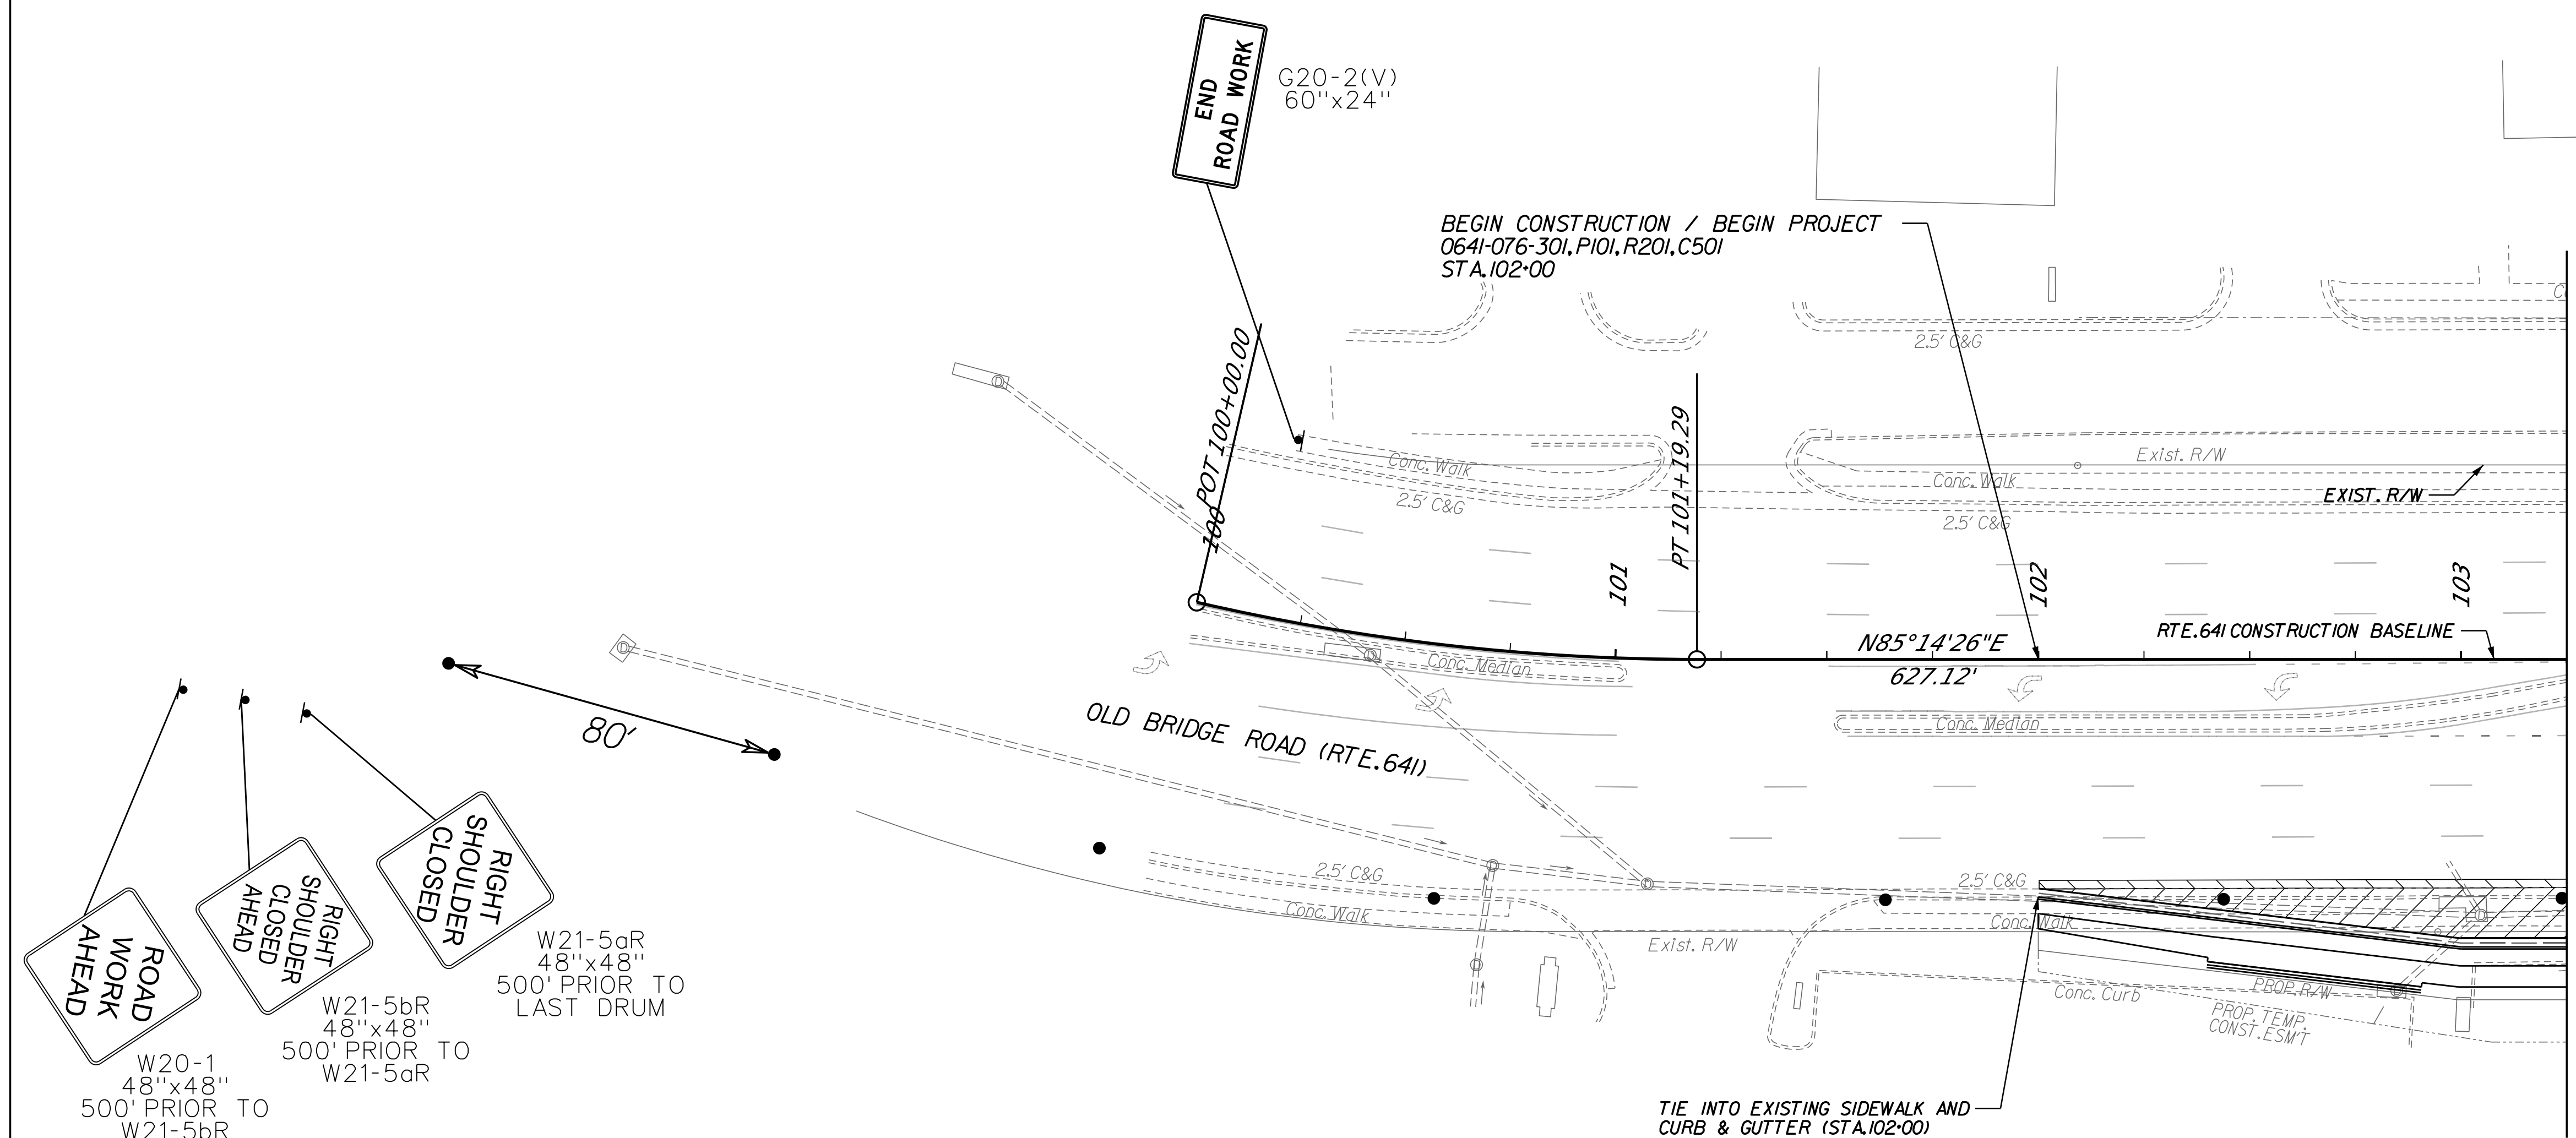 END
ROAD WORK
G20-2(V)
60"x24"
BEGIN CONSTRUCTION / BEGIN PROJECT
0641-076-301, P101, R201, C501
STA. 102+00
2.5' C&G
POT 100+00.00
100
Conc. Walk
2.5' C&G
PT 101+19.29
101
Exist. R/W
Conc. Walk
2.5' C&G
EXIST. R/W
102
103
RTE. 641 CONSTRUCTION BASELINE
N85°14'26"E
627.12'
Conc. Median
Conc. Median
80'
OLD BRIDGE ROAD (RTE. 641)
2.5' C&G
Conc. Walk
2.5' C&G
Conc. Walk
Exist. R/W
Conc. Curb
PROP. R/W
PROP. TEMP.
CONST. ESM'T
RIGHT
SHOULDER
CLOSED
W21-5aR
48"x48"
500' PRIOR TO
LAST DRUM
RIGHT
SHOULDER
CLOSED
AHEAD
W21-5bR
48"x48"
500' PRIOR TO
W21-5aR
ROAD
WORK
AHEAD
W20-1
48"x48"
500' PRIOR TO
W21-5bR
TIE INTO EXISTING SIDEWALK AND
CURB & GUTTER (STA. 102+00)